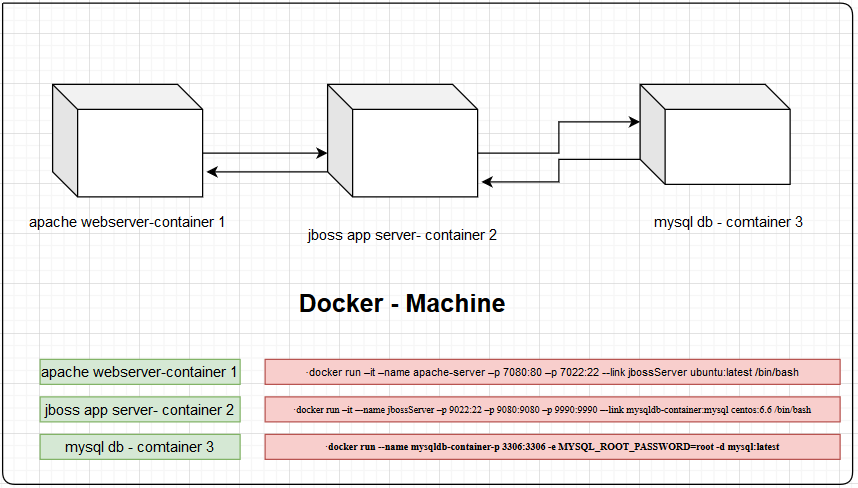 apache webserver-container 1
jboss app server- container 2
mysql db - comtainer 3
Docker - Machine
apache webserver-container 1
·docker run –it –name apache-server –p 7080:80 –p 7022:22 --link jbossServer ubuntu:latest /bin/bash
jboss app server- container 2
·docker run –it —name jbossServer –p 9022:22 –p 9080:9080 –p 9990:9990 —link mysqldb-container:mysql centos:6.6 /bin/bash
mysql db - comtainer 3
·docker run --name mysqldb-container-p 3306:3306 -e MYSQL_ROOT_PASSWORD=root -d mysql:latest